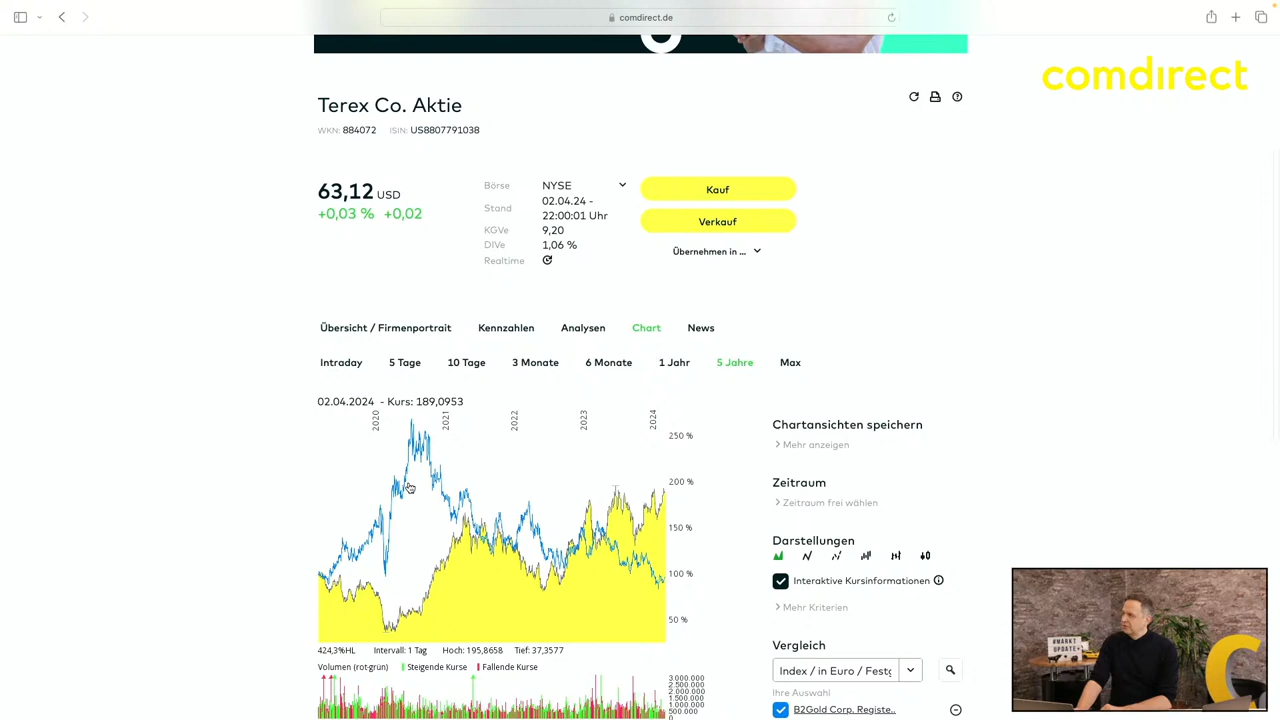 comdirect.de
comdirect
Terex Co. Aktie
WKN: 884072 ISIN: US8807791038
63,12 USD
+0,03 % +0,02
Börse NYSE
Stand 02.04.24 - 22:00:01 Uhr
KGVe 9,20
DIVe 1,06 %
Realtime
Kauf
Verkauf
Übernehmen in ...
Übersicht / Firmenportrait Kennzahlen Analysen Chart News
Intraday 5 Tage 10 Tage 3 Monate 6 Monate 1 Jahr 5 Jahre Max
02.04.2024 - Kurs: 189,0953
2020 2021 2022 2023 2024
250 %
200 %
150 %
100 %
50 %
424,3%HL Intervall: 1 Tag Hoch: 195,8658 Tief: 37,3577
Volumen (rot-grün) Steigende Kurse Fallende Kurse
3.000.000
2.500.000
2.000.000
1.500.000
1.000.000
500.000
0
Chartansichten speichern
Mehr anzeigen
Zeitraum
Zeitraum frei wählen
Darstellungen
Interaktive Kursinformationen
Mehr Kriterien
Vergleich
Index / in Euro / Festg
Ihre Auswahl
B2Gold Corp. Registe..
#MARKT
UPDATE